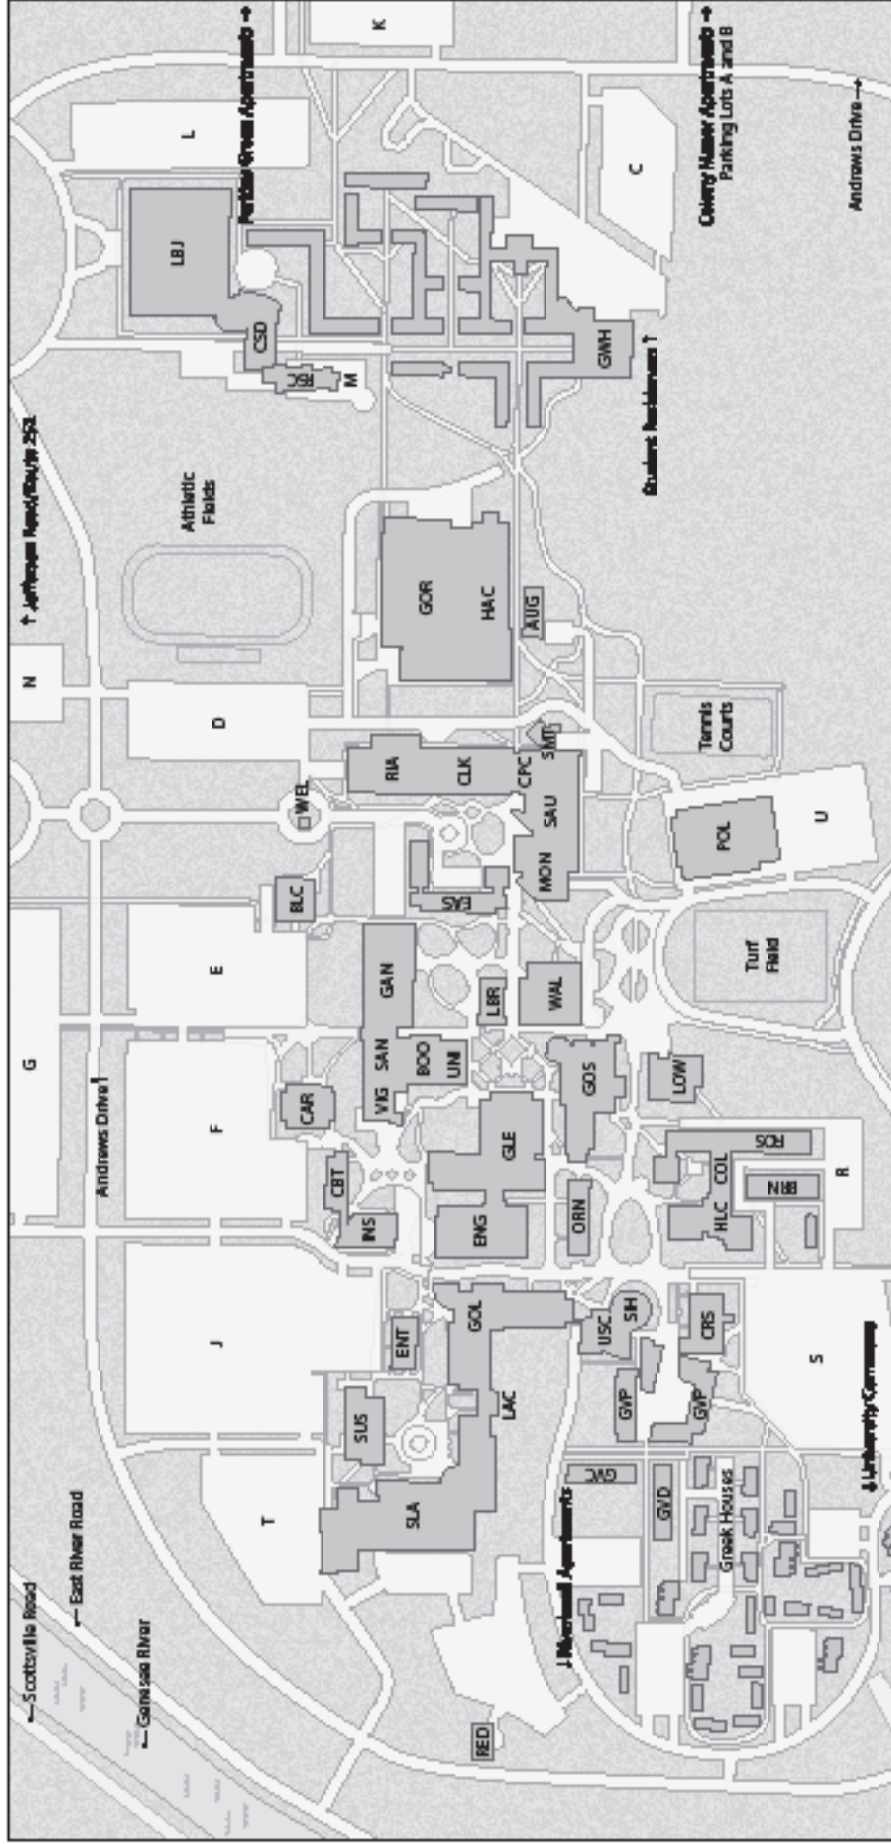 ←Scottsville Road
↑ Jefferson Road/Route 252
G
N
←East River Road
Andrews Drive↑
←Genesee River
T
J
F
E
D
Athletic
Fields
LBJ
L
Perkins Green Apartments →
CSD
RSC
M
BLC
WEL
CAR
CBT
INS
SUS
ENT
VIG
SAN
GAN
RIA
K
SLA
BOO
UNI
GOR
EAS
CLK
GOL
ENG
RED
LBR
HAC
LAC
GLE
CPC
AUG
MON
SAU
SMT
WAL
↓Riverknoll Apartments
ORN
GOS
GWH
GVC
USC
SIH
GVP
Student Residences ↑
C
GVD
LOW
GVP
CRS
HLC
COL
Colony Manor Apartments →
Parking Lots A and B
POL
Tennis
Courts
Greek Houses
Turf
Field
ROS
BRN
S
R
U
Andrews Drive→
↓University Commons